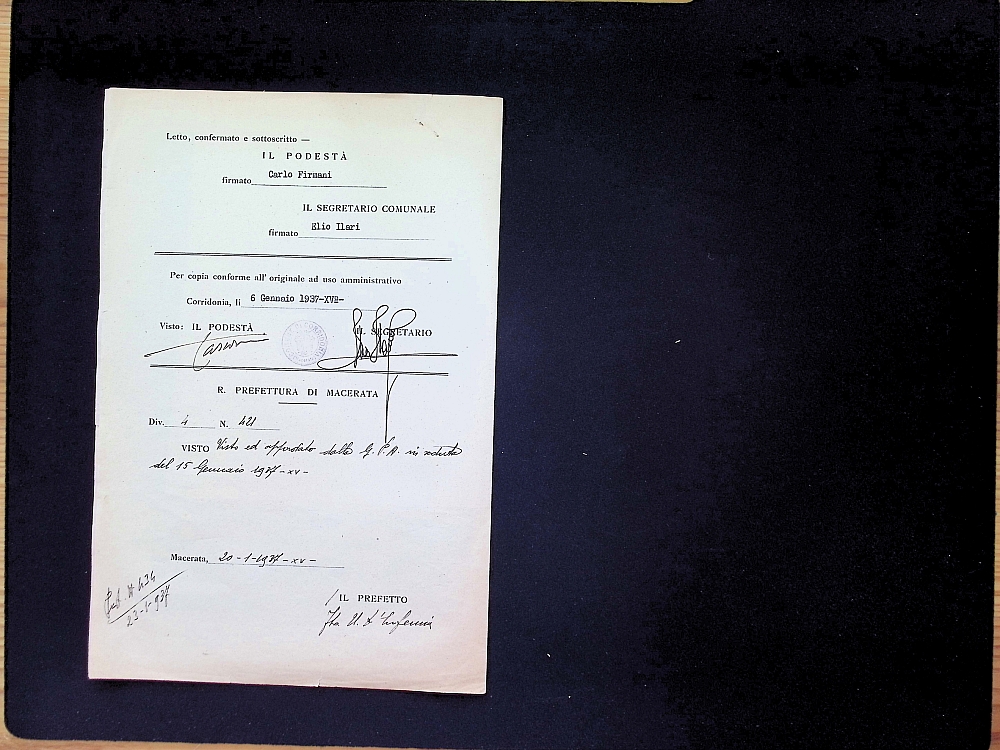 Letto, confermato e sottoscritto —
IL PODESTÀ
firmato Carlo Firmani
IL SEGRETARIO COMUNALE
firmato Elio Ilari
Per copia conforme all'originale ad uso amministrativo
Corridonia, li 6 Gennaio 1937-XVº-
Visto: IL PODESTÀ IL SEGRETARIO
R. PREFETTURA DI MACERATA
Div. 4 N. 421
VISTO Visto ed approvato dalla G.P.A. in seduta
del 15 Gennaio 1937-XV-
Macerata, 20-1-1937-XV-
23-1-937
IL PREFETTO